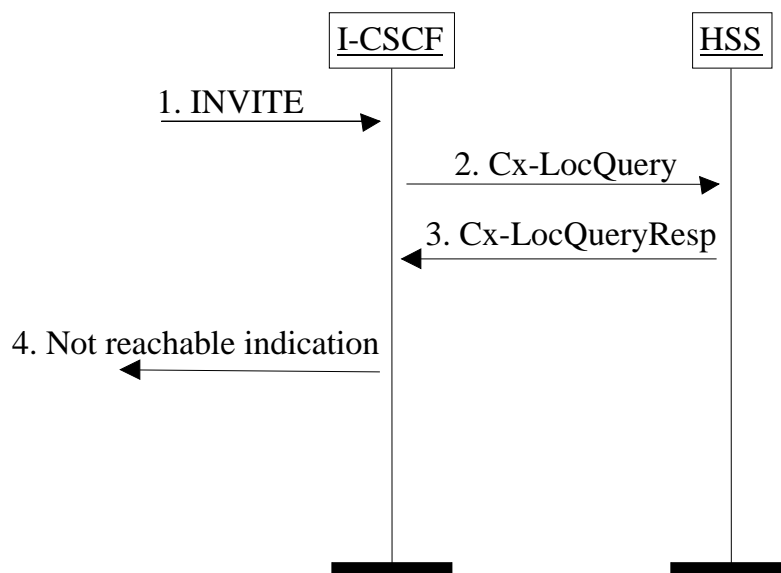 I-CSCF
HSS
1. INVITE
2. Cx-LocQuery
3. Cx-LocQueryResp
4. Not reachable indication